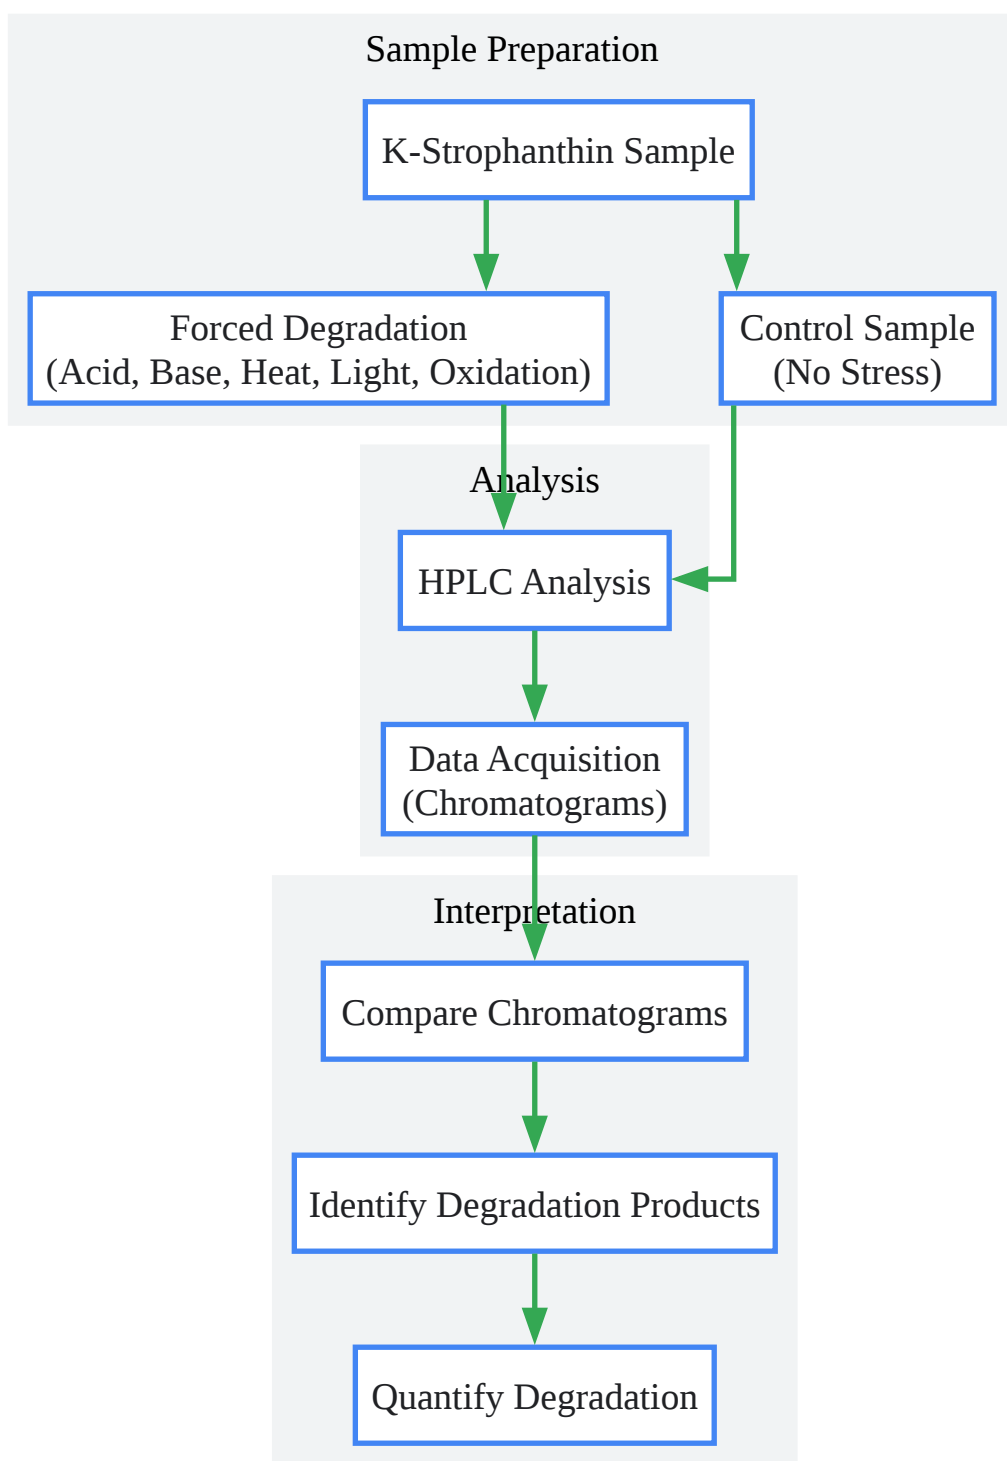 Sample Preparation
K-Strophanthin Sample
Forced Degradation
(Acid, Base, Heat, Light, Oxidation)
Control Sample
(No Stress)
Analysis
HPLC Analysis
Data Acquisition
(Chromatograms)
Interpretation
Compare Chromatograms
Identify Degradation Products
Quantify Degradation